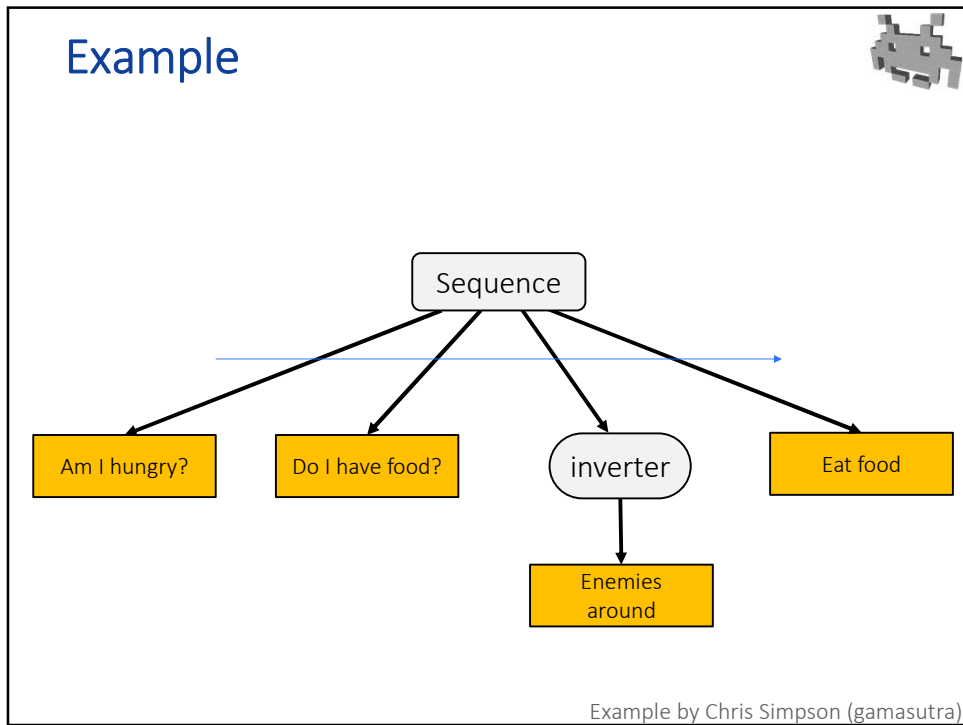 Example
Sequence
Am I hungry?
Do I have food?
inverter
Eat food
Enemies
around
Example by Chris Simpson (gamasutra)